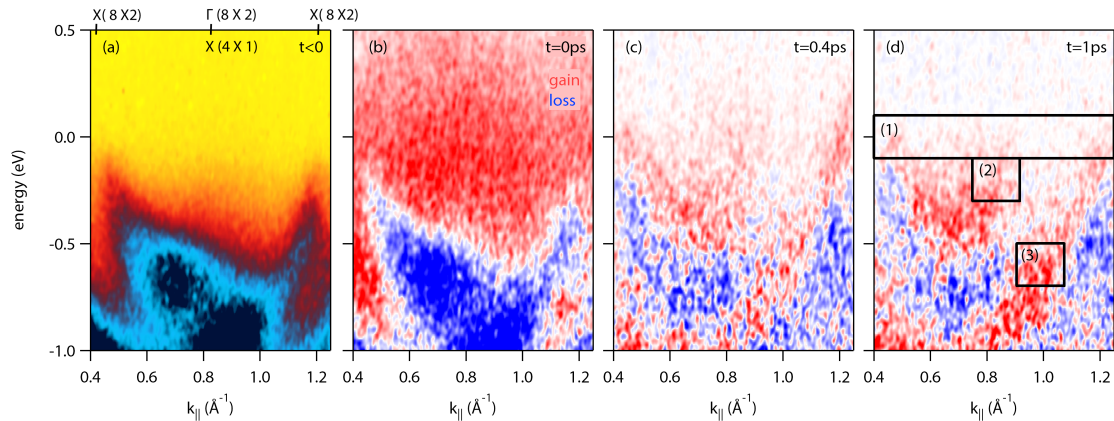 X( 8 X2) Γ (8 X 2) X( 8X2)
0.5 (a) X (4 X 1) t<0 (b) t=0ps (c) t=0.4ps (d) t=1ps
gain
loss
0.0 (1)
(2)
energy (eV)
-0.5
(3)
-1.0
0.4 0.6 0.8 1.0 1.2 0.4 0.6 0.8 1.0 1.2 0.4 0.6 0.8 1.0 1.2 0.4 0.6 0.8 1.0 1.2
k|| (Å⁻¹) k|| (Å⁻¹) k|| (Å⁻¹) k|| (Å⁻¹)